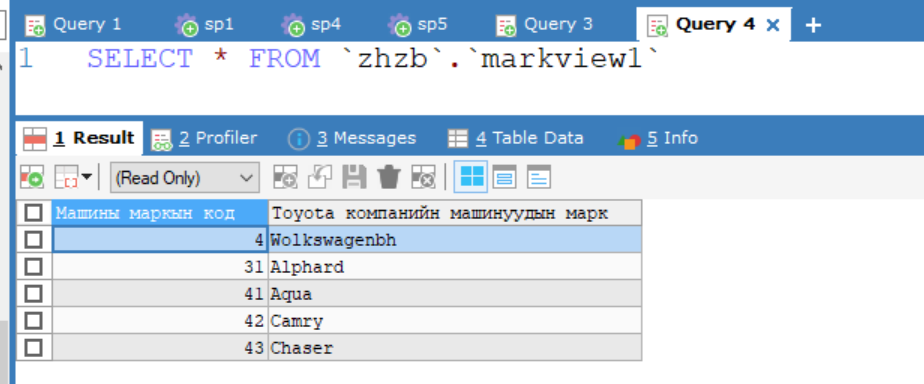 Query 1 sp1 sp4 sp5 Query 3 Query 4 × +
1 SELECT * FROM `zhzb`.`markview1`
1 Result 2 Profiler 3 Messages 4 Table Data 5 Info
(Read Only)
Машины маркын код Toyota компанийн машинуудын марк
4 Wolkswagenbh
31 Alphard
41 Aqua
42 Camry
43 Chaser